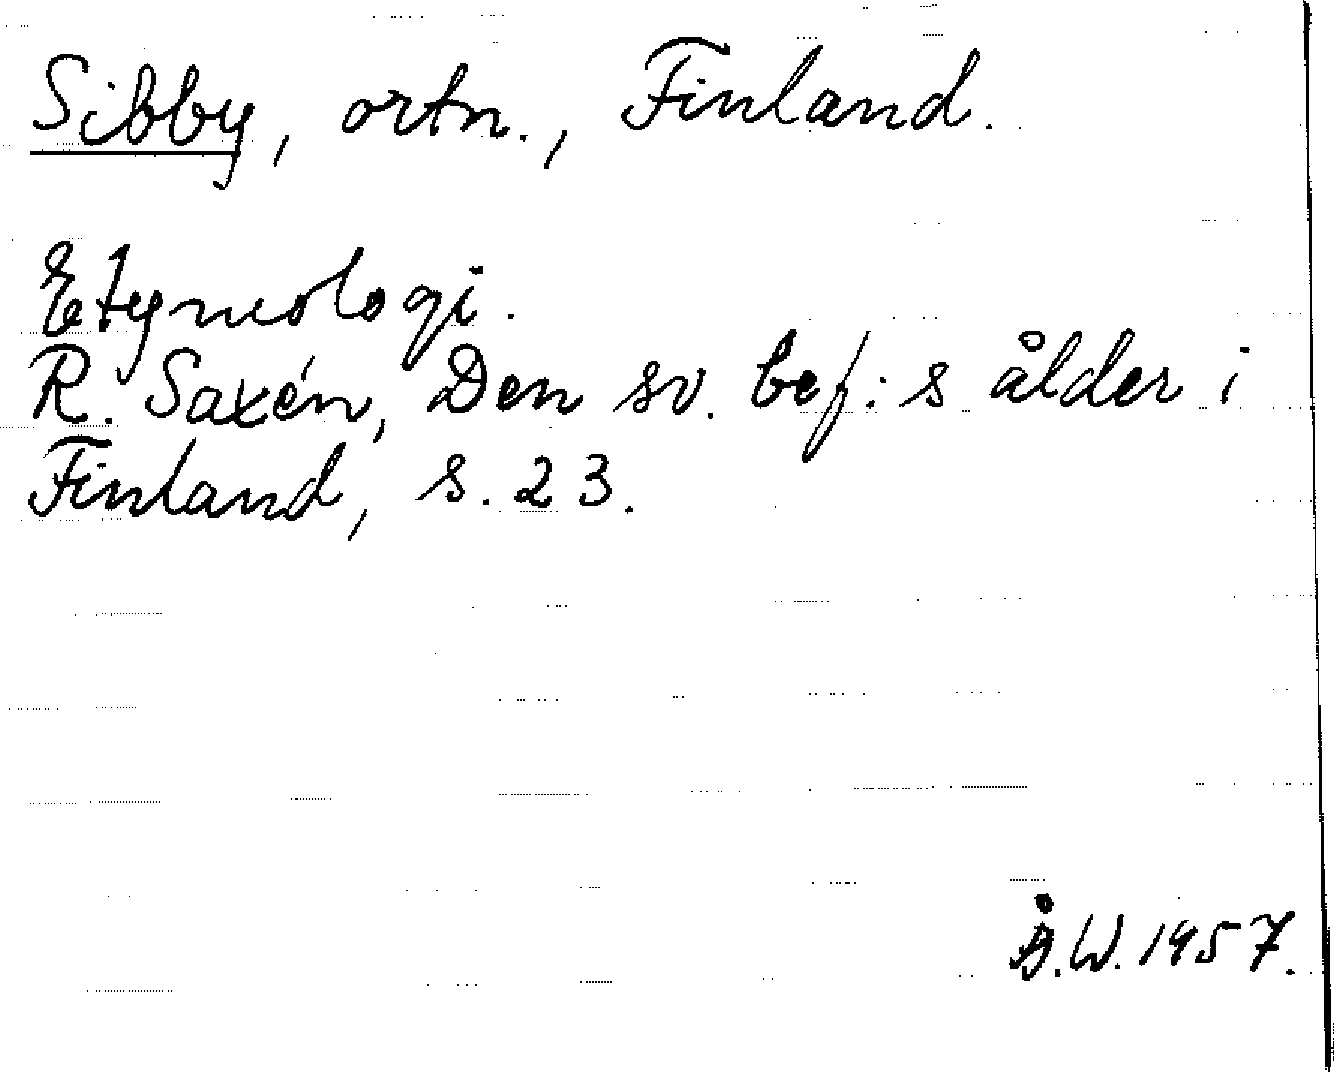 Sibby, ortn., Finland.
Etymologi.
R. Saxén, Den sv. bef:s ålder i
Finland, s. 23.
Å.W. 1957.